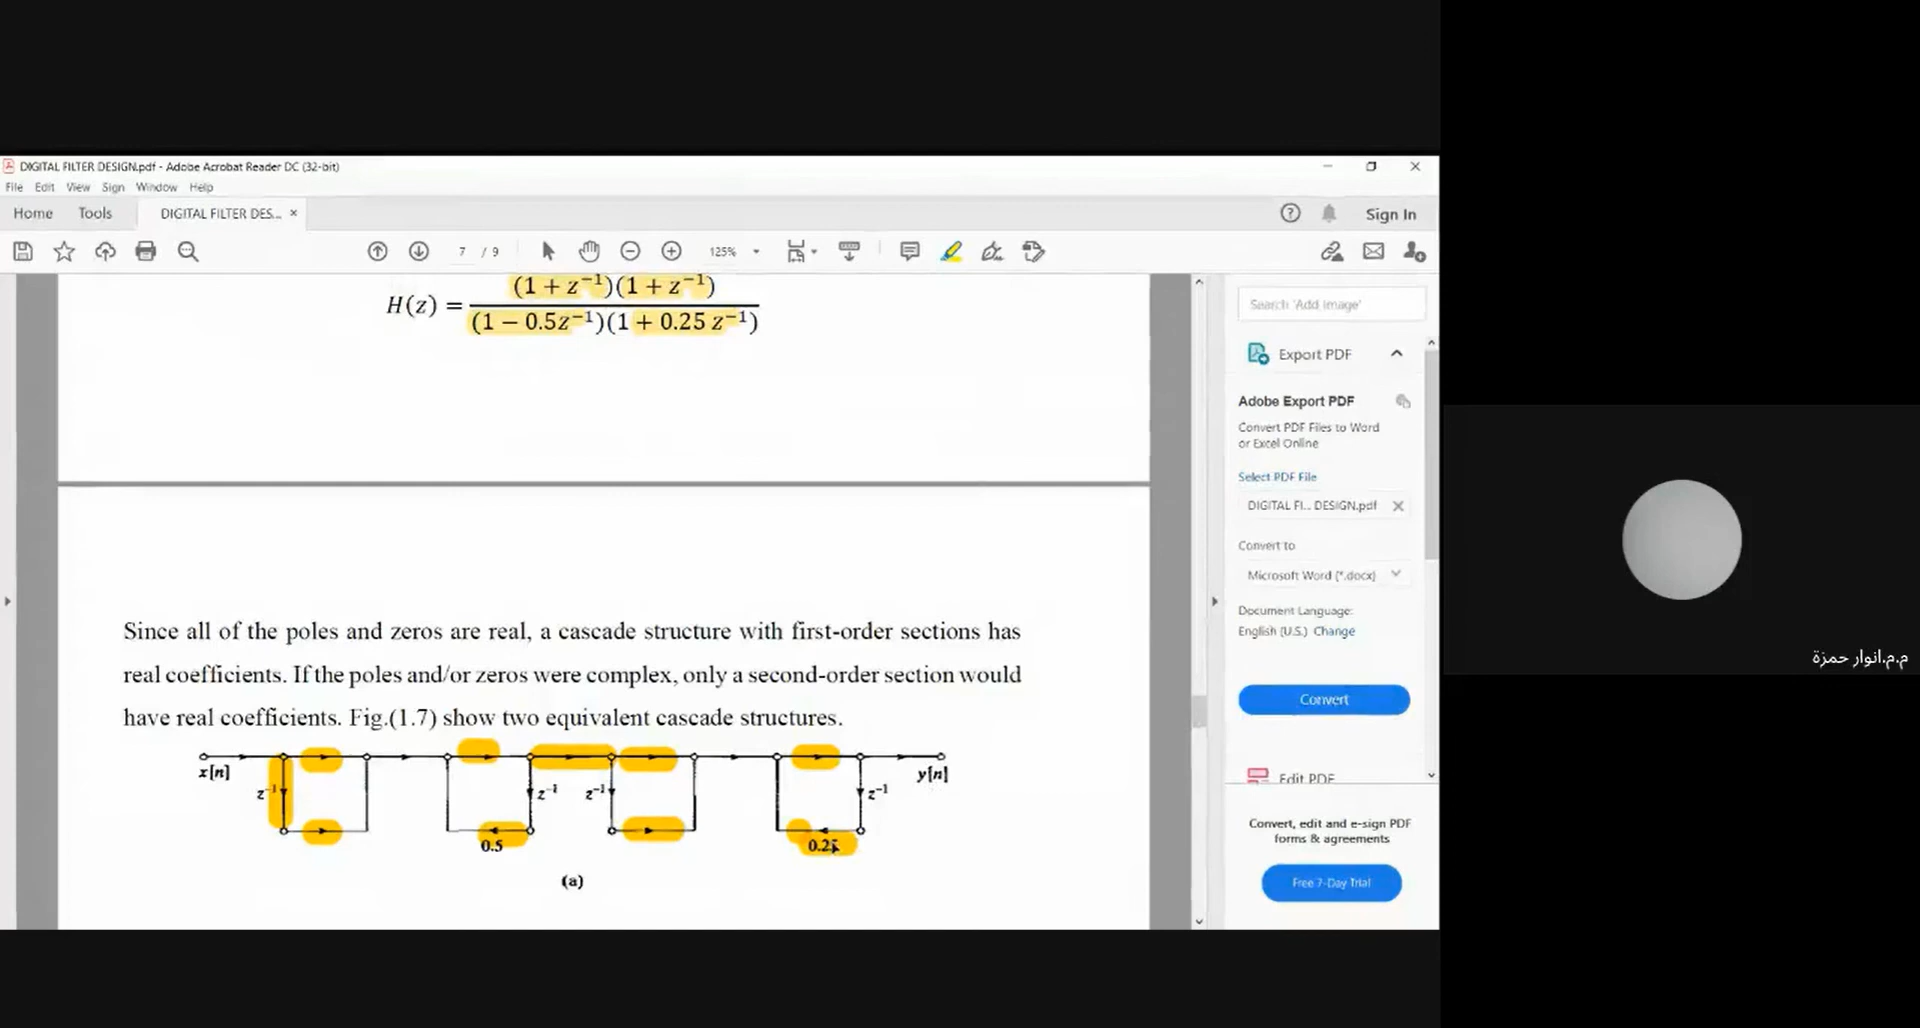 DIGITAL FILTER DESIGN.pdf - Adobe Acrobat Reader DC (32-bit)
File Edit View Sign Window Help
Home Tools DIGITAL FILTER DES... × Sign In
7 / 9 125%
H(z) = (1 + z⁻¹)(1 + z⁻¹) / (1 − 0.5z⁻¹)(1 + 0.25 z⁻¹)
Since all of the poles and zeros are real, a cascade structure with first-order sections has
real coefficients. If the poles and/or zeros were complex, only a second-order section would
have real coefficients. Fig.(1.7) show two equivalent cascade structures.
x[n] y[n]
z⁻¹ z⁻¹ z⁻¹ z⁻¹
0.5
(a)
Search 'Add Image'
Export PDF
Adobe Export PDF
Convert PDF Files to Word
or Excel Online
Select PDF File
DIGITAL FI... DESIGN.pdf
Convert to
Microsoft Word (*.docx)
Document Language:
English (U.S.) Change
Convert
Edit PDF
Convert, edit and e-sign PDF
forms & agreements
Free 7-Day Trial
م.م.انوار حمزة